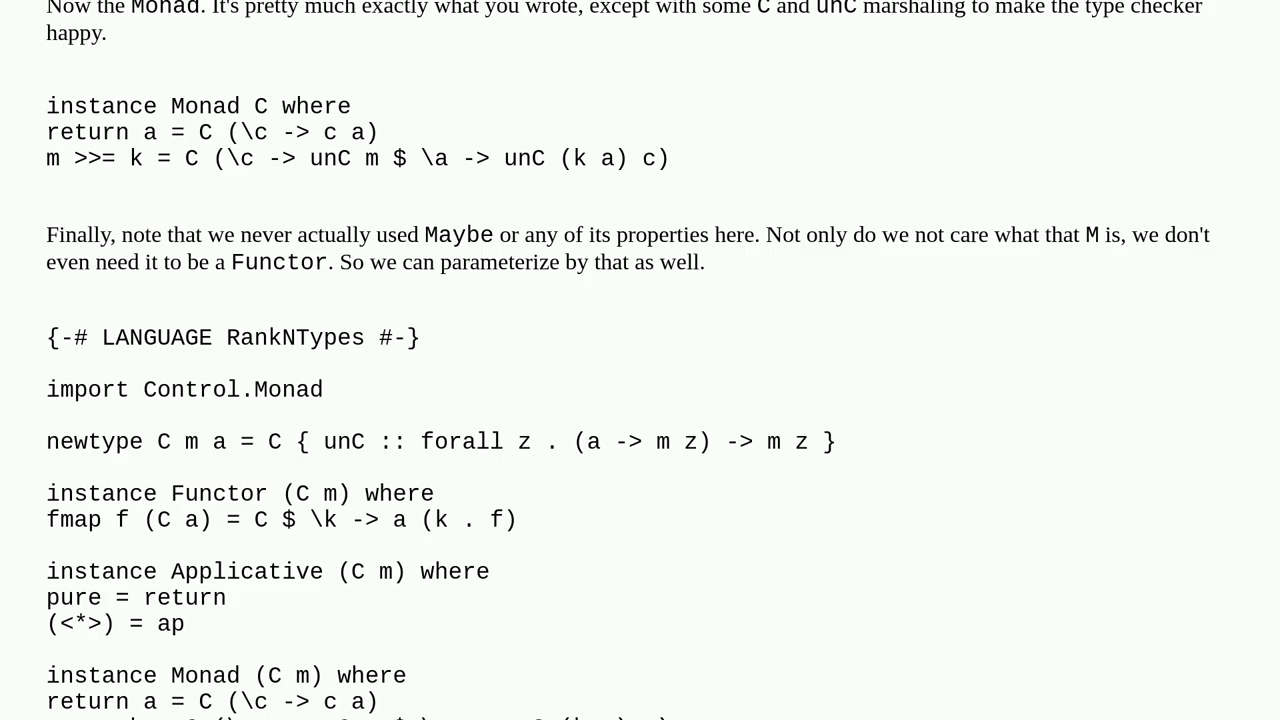 Now the Monad. It's pretty much exactly what you wrote, except with some C and unC marshaling to make the type checker
happy.
instance Monad C where
return a = C (\c -> c a)
m >>= k = C (\c -> unC m $ \a -> unC (k a) c)
Finally, note that we never actually used Maybe or any of its properties here. Not only do we not care what that M is, we don't
even need it to be a Functor. So we can parameterize by that as well.
{-# LANGUAGE RankNTypes #-}
import Control.Monad
newtype C m a = C { unC :: forall z . (a -> m z) -> m z }
instance Functor (C m) where
fmap f (C a) = C $ \k -> a (k . f)
instance Applicative (C m) where
pure = return
(<*>) = ap
instance Monad (C m) where
return a = C (\c -> c a)